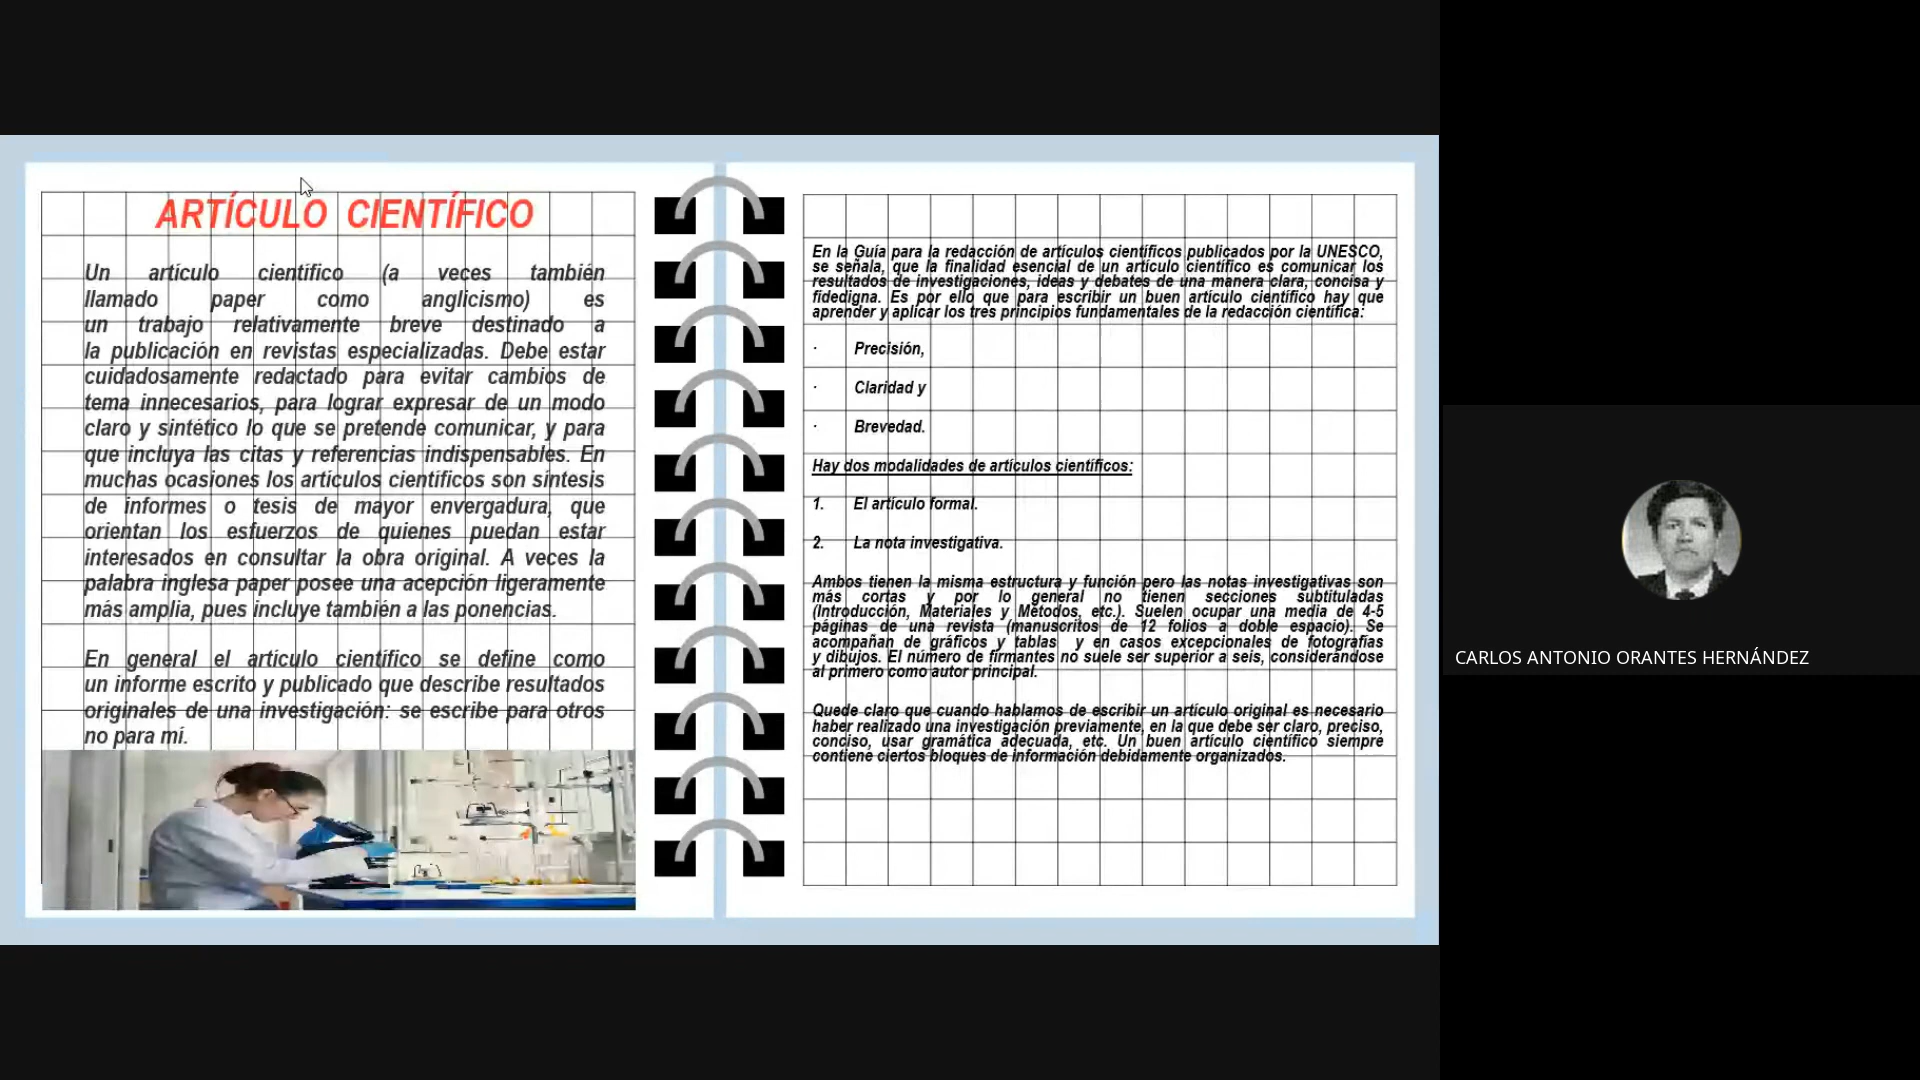 ARTÍCULO CIENTÍFICO
Un artículo científico (a veces también
llamado paper como anglicismo) es
un trabajo relativamente breve destinado a
la publicación en revistas especializadas. Debe estar
cuidadosamente redactado para evitar cambios de
tema innecesarios, para lograr expresar de un modo
claro y sintético lo que se pretende comunicar, y para
que incluya las citas y referencias indispensables. En
muchas ocasiones los artículos científicos son síntesis
de informes o tesis de mayor envergadura, que
orientan los esfuerzos de quienes puedan estar
interesados en consultar la obra original. A veces la
palabra inglesa paper posee una acepción ligeramente
más amplia, pues incluye también a las ponencias.
En general el artículo científico se define como
un informe escrito y publicado que describe resultados
originales de una investigación: se escribe para otros
no para mí.
En la Guía para la redacción de artículos científicos publicados por la UNESCO,
se señala, que la finalidad esencial de un artículo científico es comunicar los
resultados de investigaciones, ideas y debates de una manera clara, concisa y
fidedigna. Es por ello que para escribir un buen artículo científico hay que
aprender y aplicar los tres principios fundamentales de la redacción científica:
· Precisión,
· Claridad y
· Brevedad.
Hay dos modalidades de artículos científicos:
1. El artículo formal.
2. La nota investigativa.
Ambos tienen la misma estructura y función pero las notas investigativas son
más cortas y por lo general no tienen secciones subtituladas
(Introducción, Materiales y Métodos, etc.). Suelen ocupar una media de 4-5
páginas de una revista (manuscritos de 12 folios a doble espacio). Se
acompañan de gráficos y tablas y en casos excepcionales de fotografías
y dibujos. El número de firmantes no suele ser superior a seis, considerándose
al primero como autor principal.
Quede claro que cuando hablamos de escribir un artículo original es necesario
haber realizado una investigación previamente, en la que debe ser claro, preciso,
conciso, usar gramática adecuada, etc. Un buen artículo científico siempre
contiene ciertos bloques de información debidamente organizados.
CARLOS ANTONIO ORANTES HERNÁNDEZ